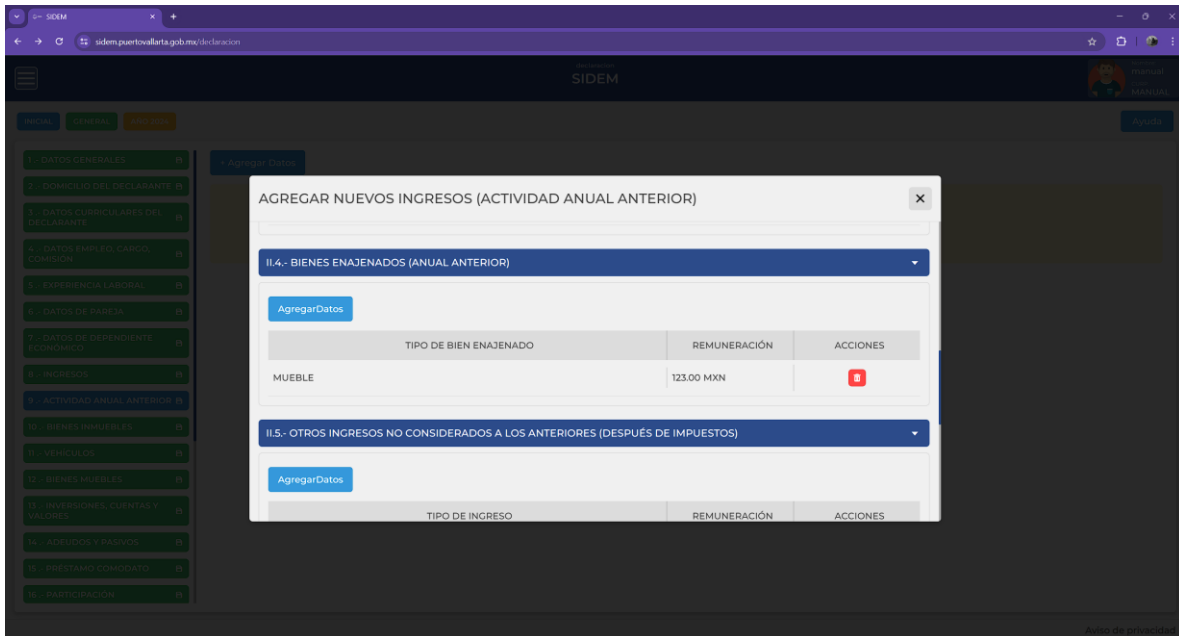 SIDEM
sidem.puertovallarta.gob.mx/declaracion
SIDEM
manual
MANUAL
INICIAL GENERAL
Ayuda
1.- DATOS GENERALES
+ Agregar Datos
2.- DOMICILIO DEL DECLARANTE
3.- DATOS CURRICULARES DEL
DECLARANTE
4.- DATOS EMPLEO, CARGO,
COMISIÓN
5.- EXPERIENCIA LABORAL
6.- DATOS DE PAREJA
7.- DATOS DE DEPENDIENTE
ECONÓMICO
8.- INGRESOS
9.- ACTIVIDAD ANUAL ANTERIOR
10.- BIENES INMUEBLES
11.- VEHÍCULOS
12.- BIENES MUEBLES
13.- INVERSIONES, CUENTAS Y
VALORES
14.- ADEUDOS Y PASIVOS
15.- PRÉSTAMO COMODATO
16.- PARTICIPACIÓN
AGREGAR NUEVOS INGRESOS (ACTIVIDAD ANUAL ANTERIOR)
II.4.- BIENES ENAJENADOS (ANUAL ANTERIOR)
AgregarDatos
TIPO DE BIEN ENAJENADO REMUNERACIÓN ACCIONES
MUEBLE 123.00 MXN
II.5.- OTROS INGRESOS NO CONSIDERADOS A LOS ANTERIORES (DESPUÉS DE IMPUESTOS)
AgregarDatos
TIPO DE INGRESO REMUNERACIÓN ACCIONES
Aviso de privacidad